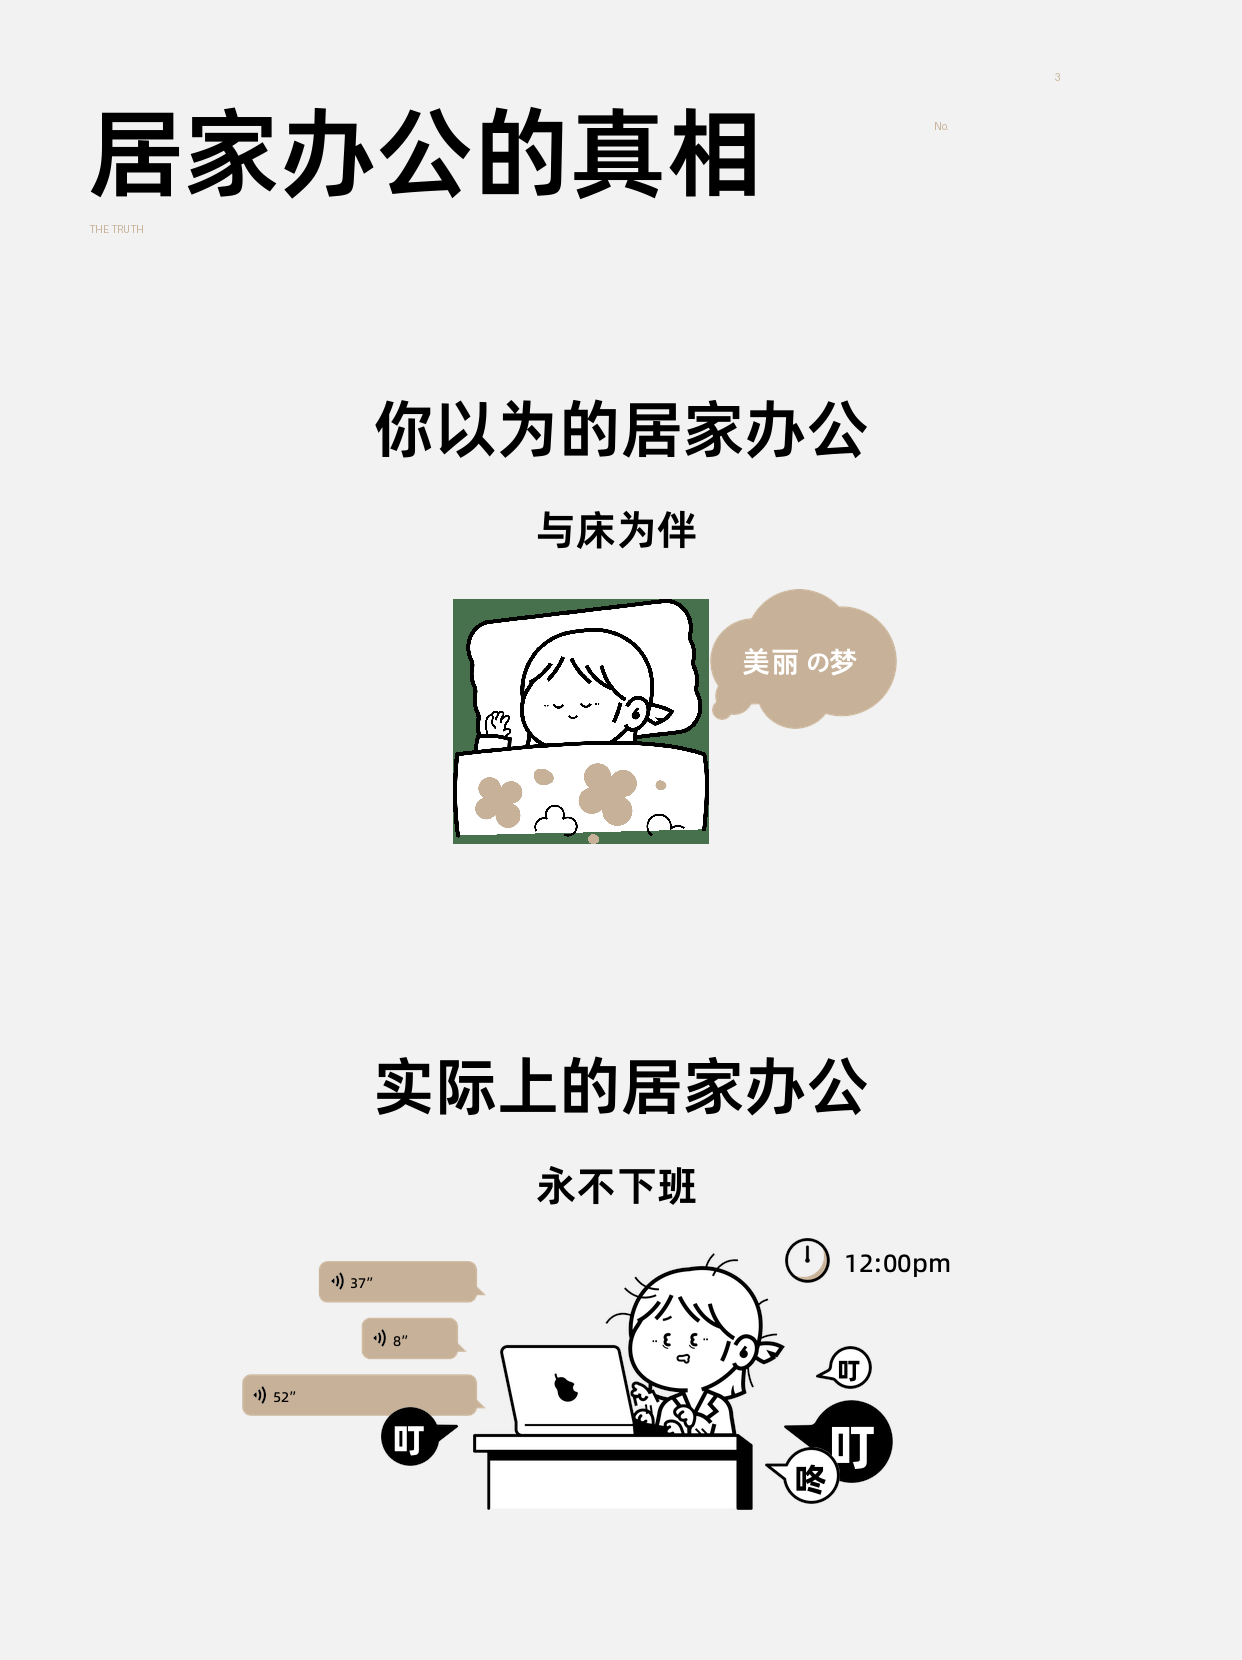 3
居家办公的真相
No.
THE TRUTH
你以为的居家办公
与床为伴
美丽の梦
实际上的居家办公
永不下班
12:00pm
37″
8″
52″
叮
叮
叮
咚